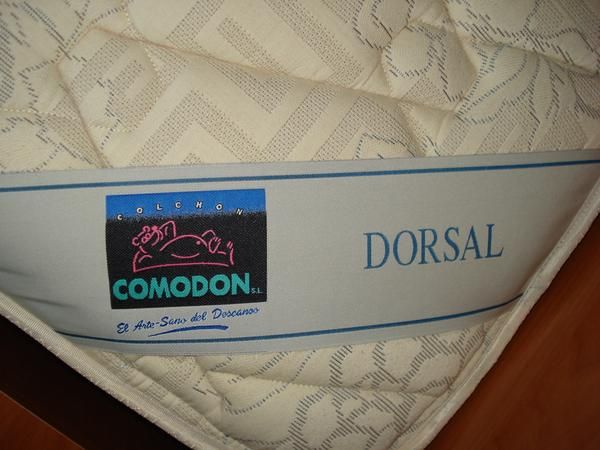 COLCHON
COMODON S.L.
El Arte-Sano del Descanso
DORSAL